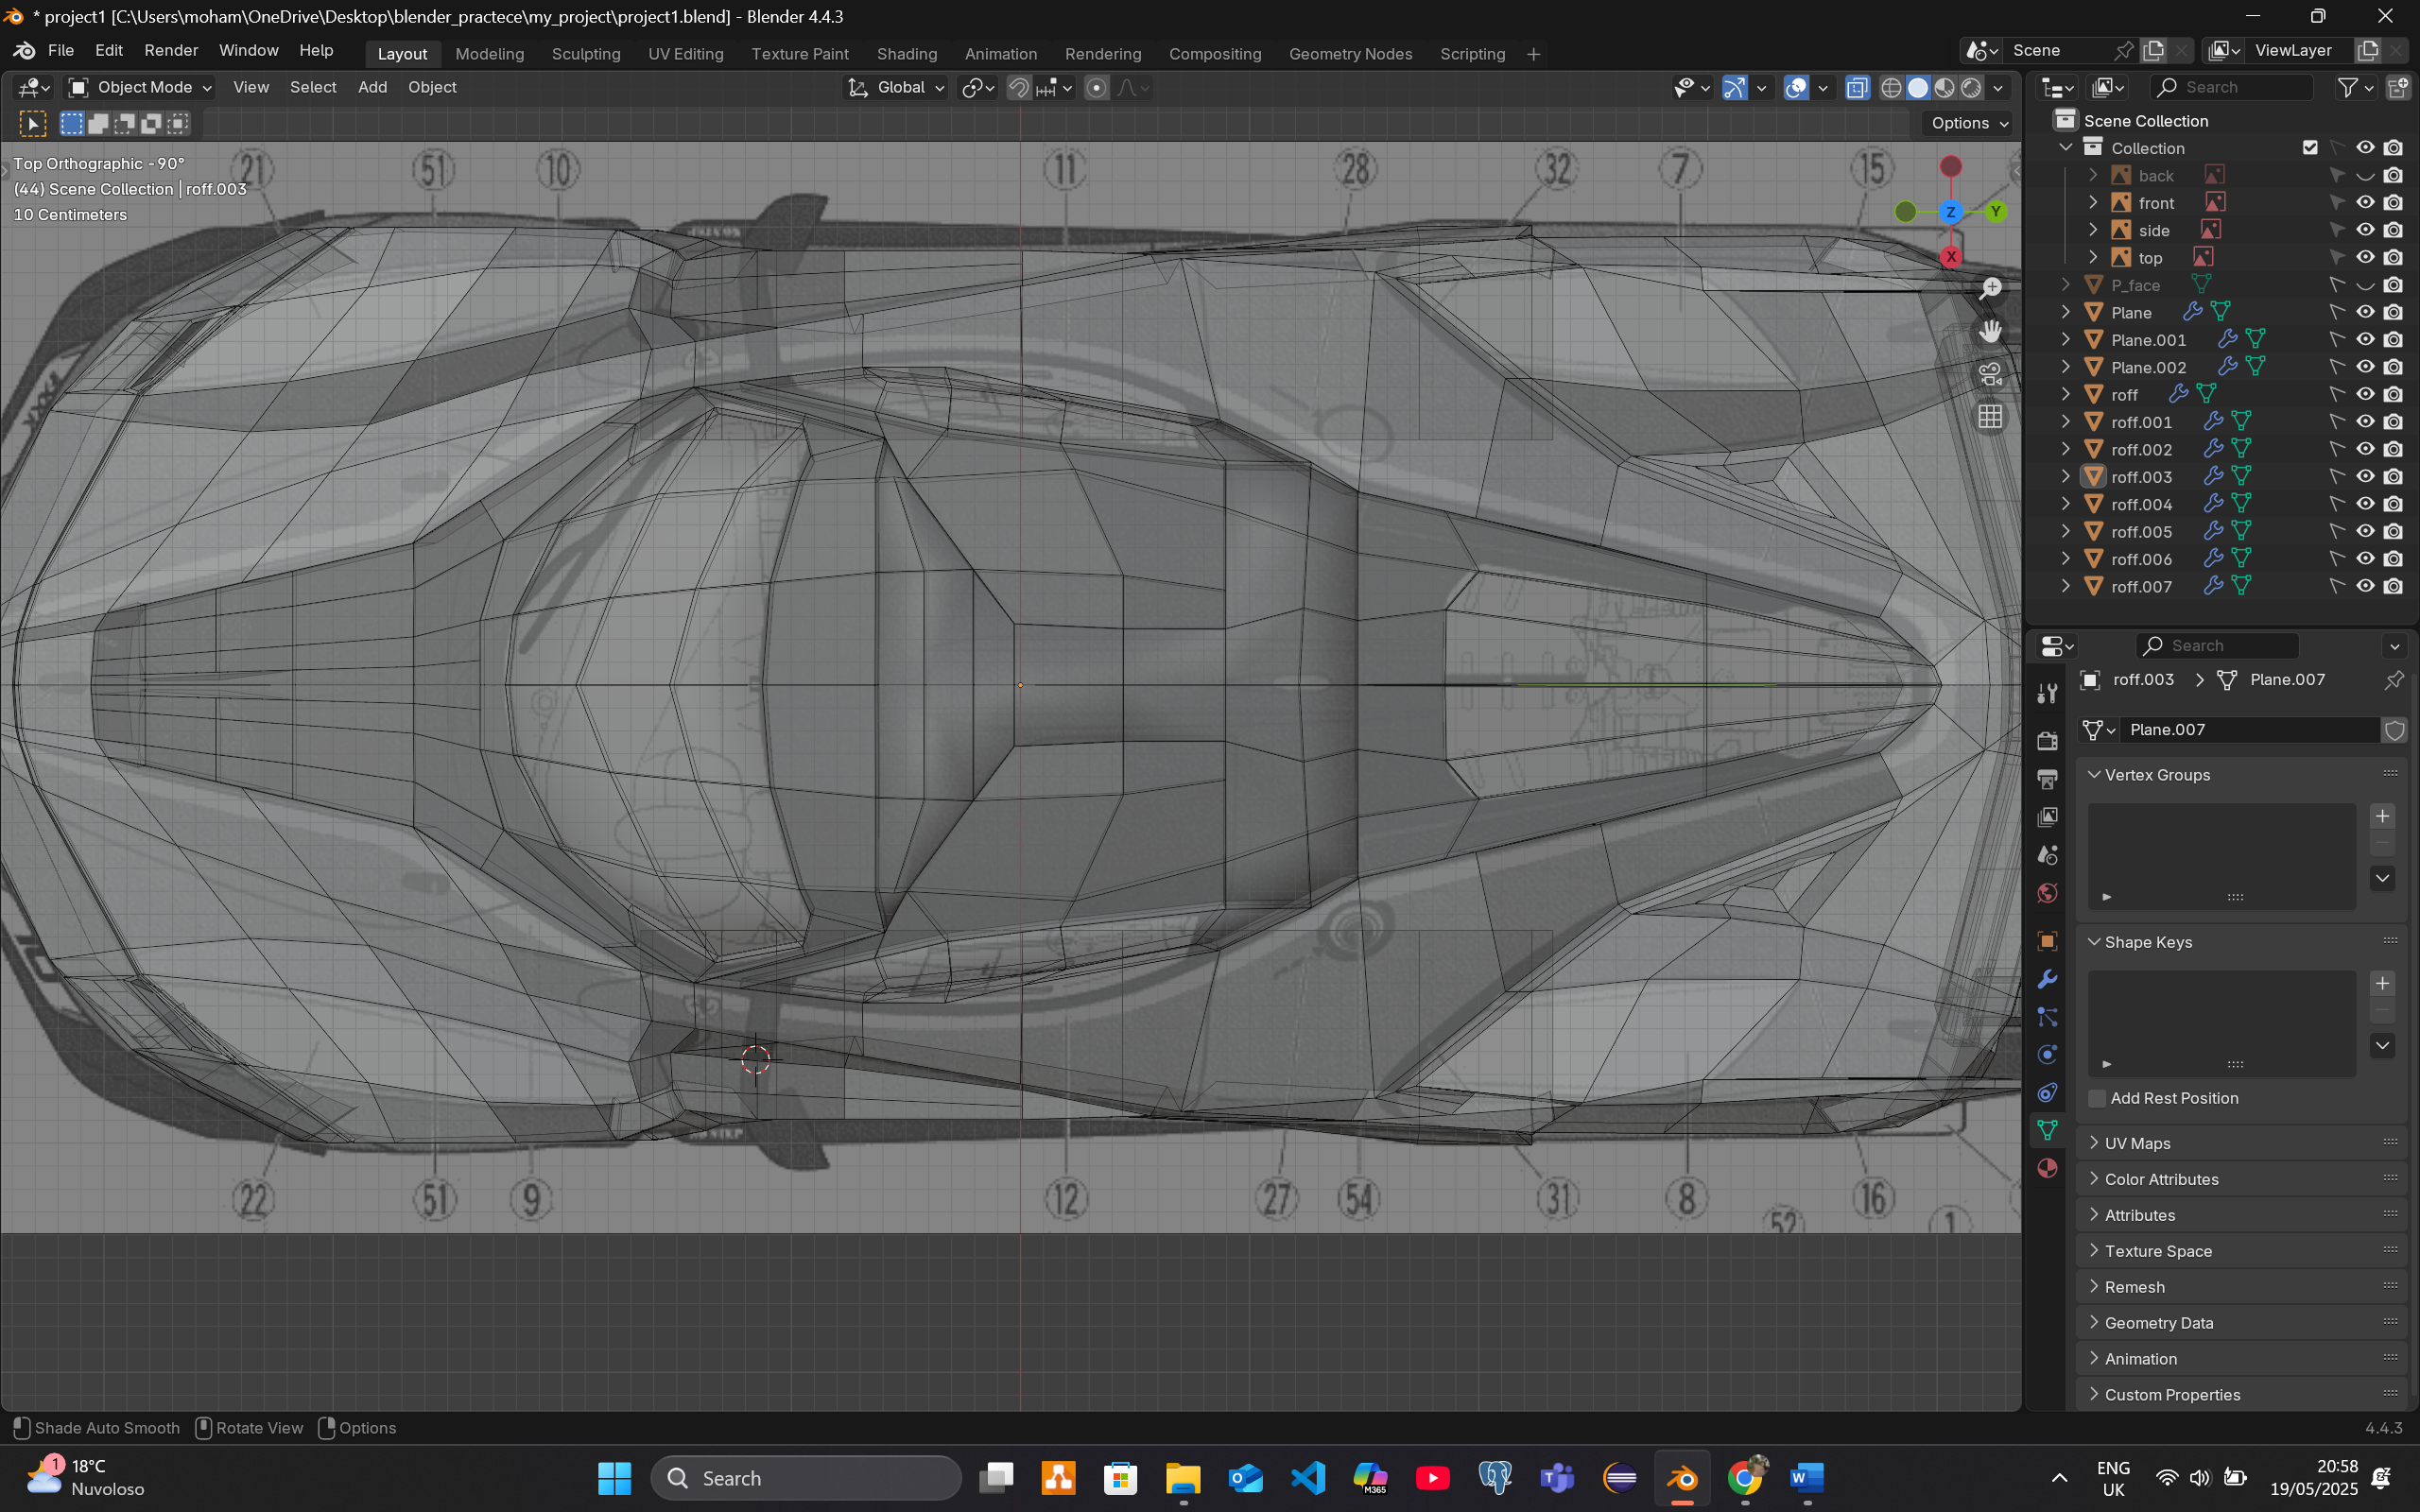 * project1 [C:\Users\moham\OneDrive\Desktop\blender_practece\my_project\project1.blend] - Blender 4.4.3
File Edit Render Window Help
Layout Modeling Sculpting UV Editing Texture Paint Shading Animation Rendering Compositing Geometry Nodes Scripting +
Scene
ViewLayer
Object Mode View Select Add Object
Global
Search
Options
Top Orthographic -90°
(44) Scene Collection | roff.003
10 Centimeters
21 51 10 11 28 32 7 15
Z Y
X
22 51 9 12 27 54 31 8 52 16 1
Scene Collection
Collection
back
front
side
top
P_face
Plane
Plane.001
Plane.002
roff
roff.001
roff.002
roff.003
roff.004
roff.005
roff.006
roff.007
Search
roff.003 > Plane.007
Plane.007
Vertex Groups
Shape Keys
Add Rest Position
UV Maps
Color Attributes
Attributes
Texture Space
Remesh
Geometry Data
Animation
Custom Properties
Shade Auto Smooth Rotate View Options
4.4.3
1
18°C
Nuvoloso
Search
M365
ENG
UK
20:58
19/05/2025